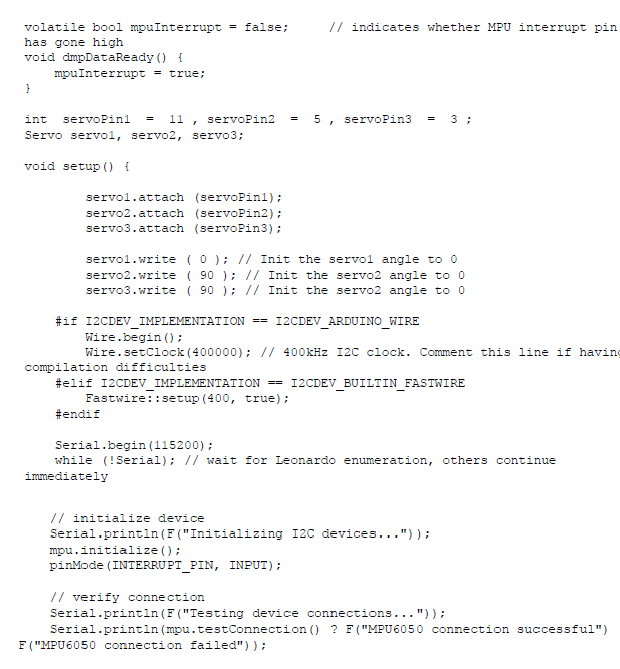 volatile bool mpuInterrupt = false;     // indicates whether MPU interrupt pin
has gone high
void dmpDataReady() {
    mpuInterrupt = true;
}

int  servoPin1  =  11 , servoPin2  =  5 , servoPin3  =  3 ;
Servo servo1, servo2, servo3;

void setup() {

        servo1.attach (servoPin1);
        servo2.attach (servoPin2);
        servo3.attach (servoPin3);

        servo1.write ( 0 ); // Init the servo1 angle to 0
        servo2.write ( 90 ); // Init the servo2 angle to 0
        servo3.write ( 90 ); // Init the servo2 angle to 0

    #if I2CDEV_IMPLEMENTATION == I2CDEV_ARDUINO_WIRE
        Wire.begin();
        Wire.setClock(400000); // 400kHz I2C clock. Comment this line if having
compilation difficulties
    #elif I2CDEV_IMPLEMENTATION == I2CDEV_BUILTIN_FASTWIRE
        Fastwire::setup(400, true);
    #endif

    Serial.begin(115200);
    while (!Serial); // wait for Leonardo enumeration, others continue
immediately

    // initialize device
    Serial.println(F("Initializing I2C devices..."));
    mpu.initialize();
    pinMode(INTERRUPT_PIN, INPUT);

    // verify connection
    Serial.println(F("Testing device connections..."));
    Serial.println(mpu.testConnection() ? F("MPU6050 connection successful")
F("MPU6050 connection failed"));